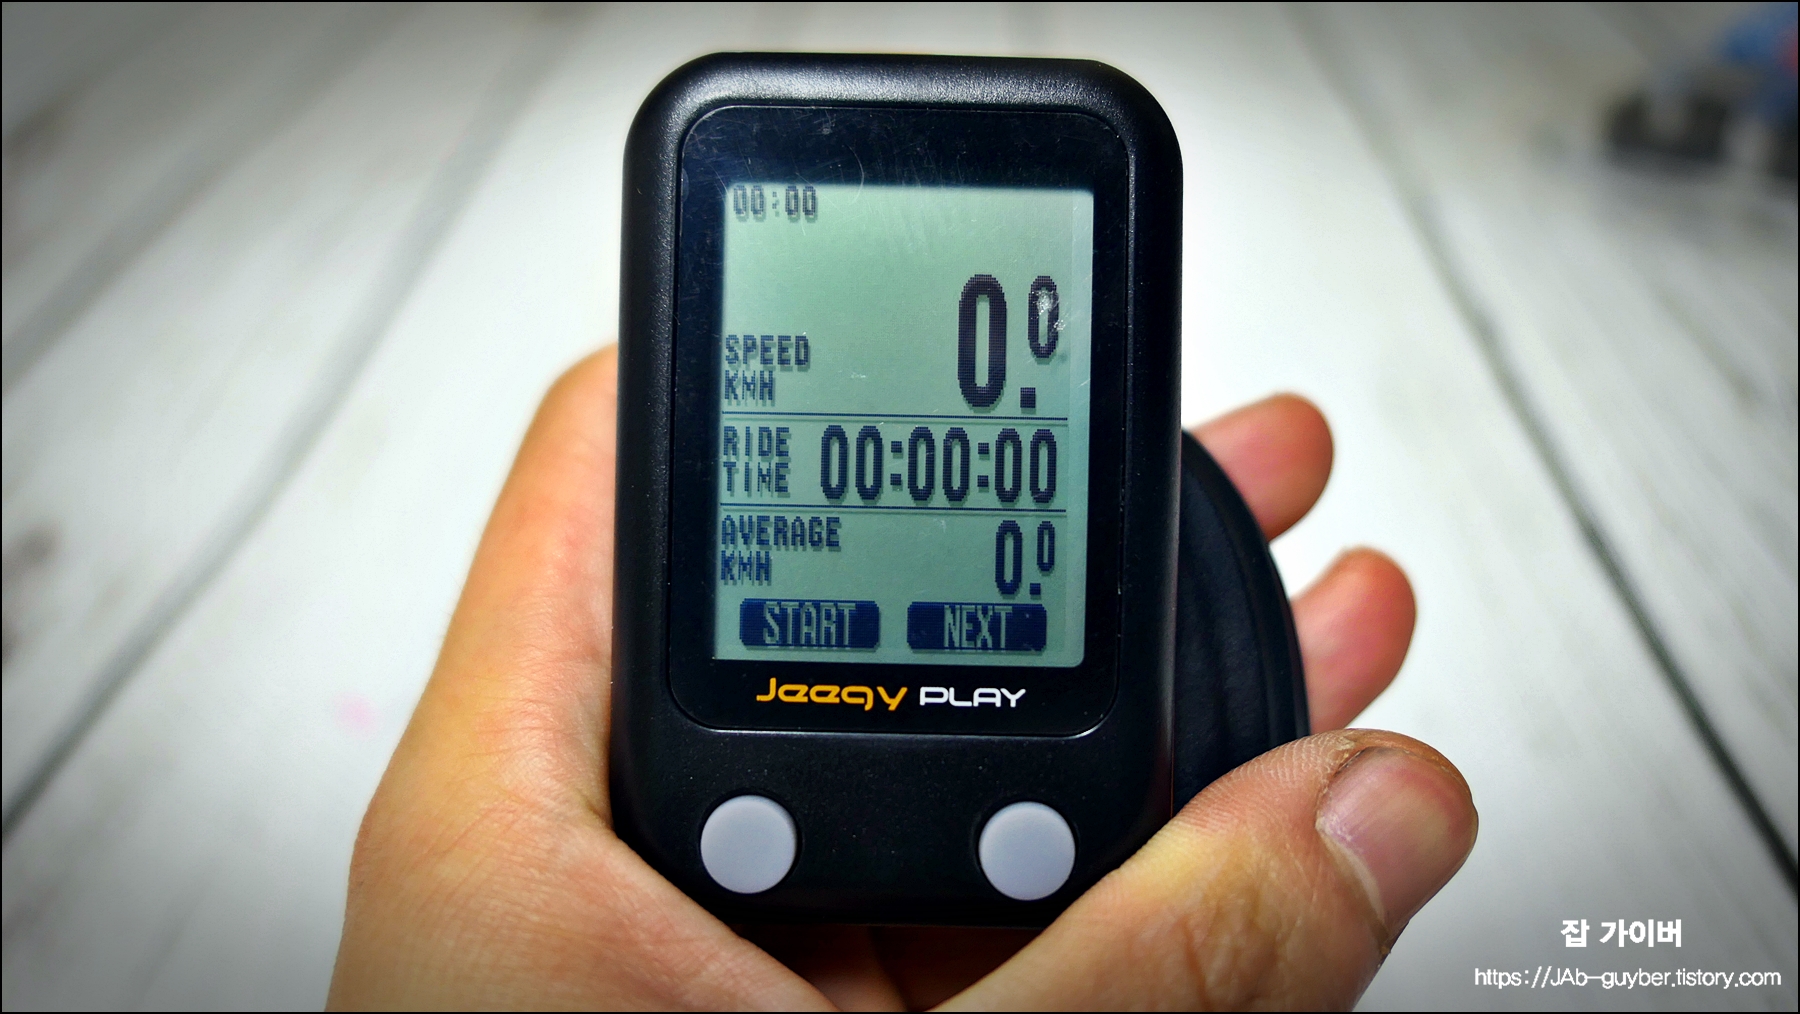 00:00
SPEED
KMH
0.0
RIDE
TIME
00:00:00
AVERAGE
KMH
0.0
START NEXT
Jeegy PLAY
잡 가이버
https://JAb-guyber.tistory.com